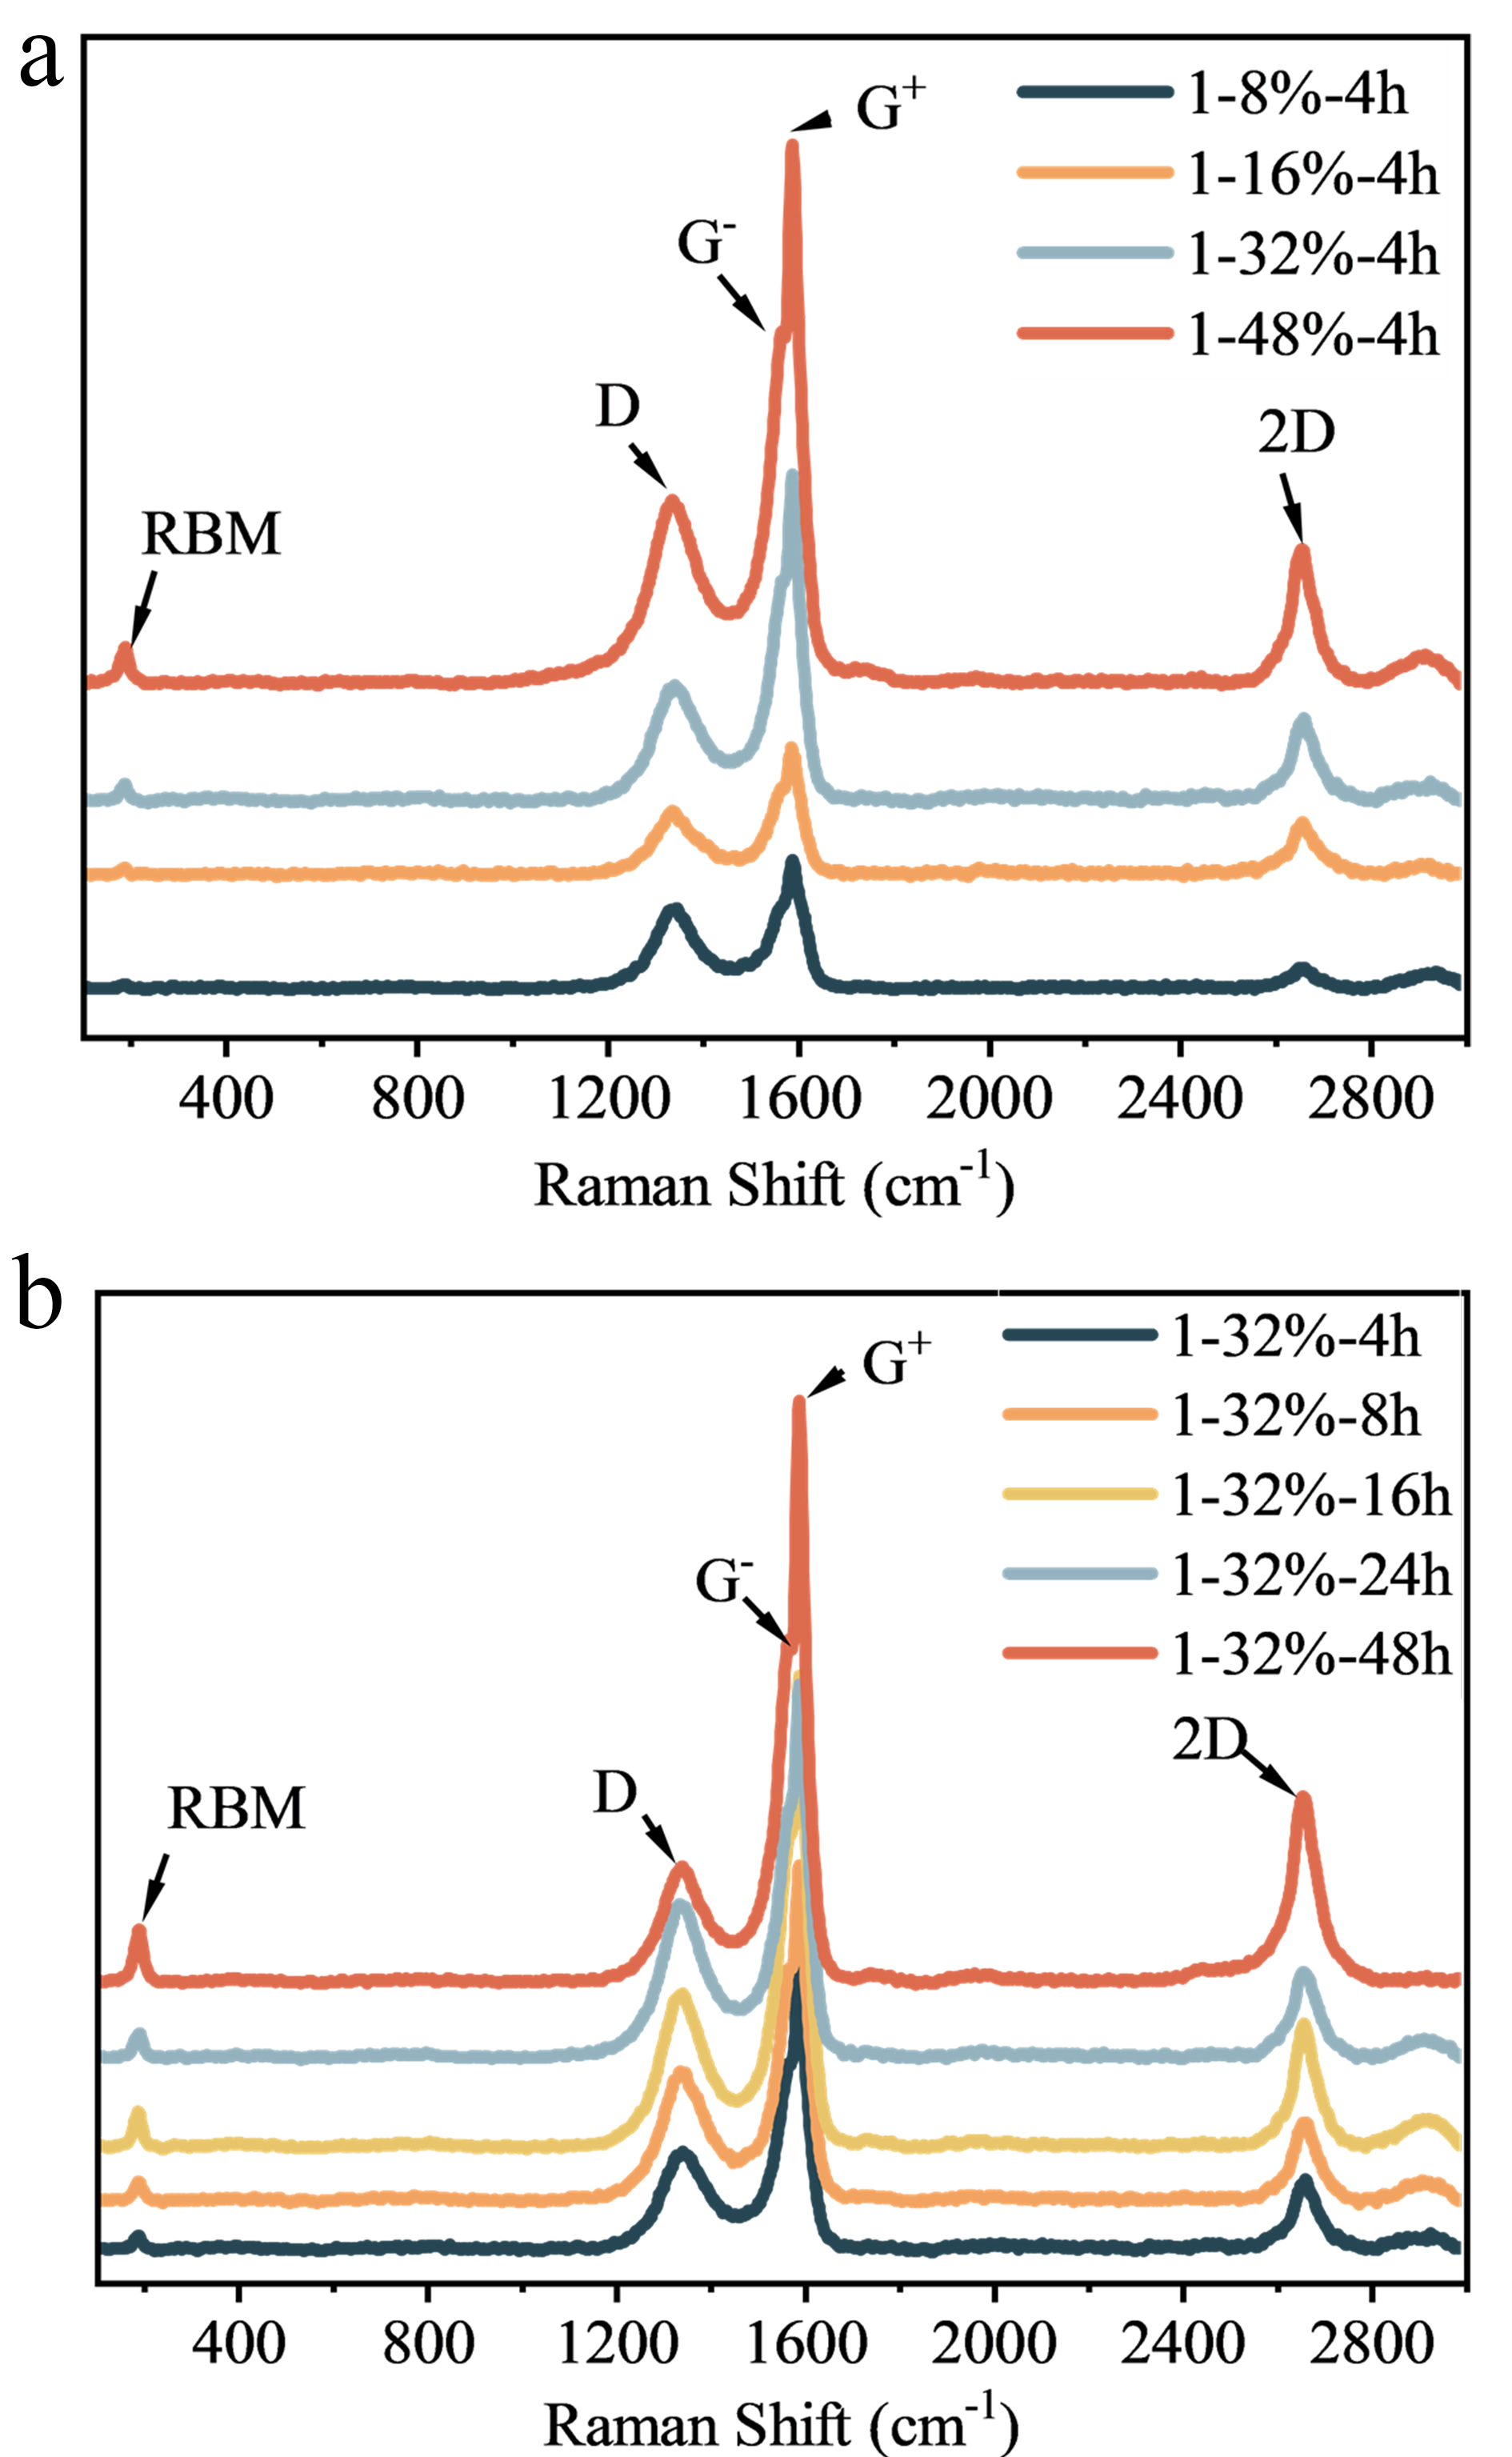 a
G⁺
1-8%-4h
1-16%-4h
G⁻
1-32%-4h
1-48%-4h
D
2D
RBM
400 800 1200 1600 2000 2400 2800
Raman Shift (cm⁻¹)
b
G⁺
1-32%-4h
1-32%-8h
1-32%-16h
G⁻
1-32%-24h
1-32%-48h
2D
D
RBM
400 800 1200 1600 2000 2400 2800
Raman Shift (cm⁻¹)